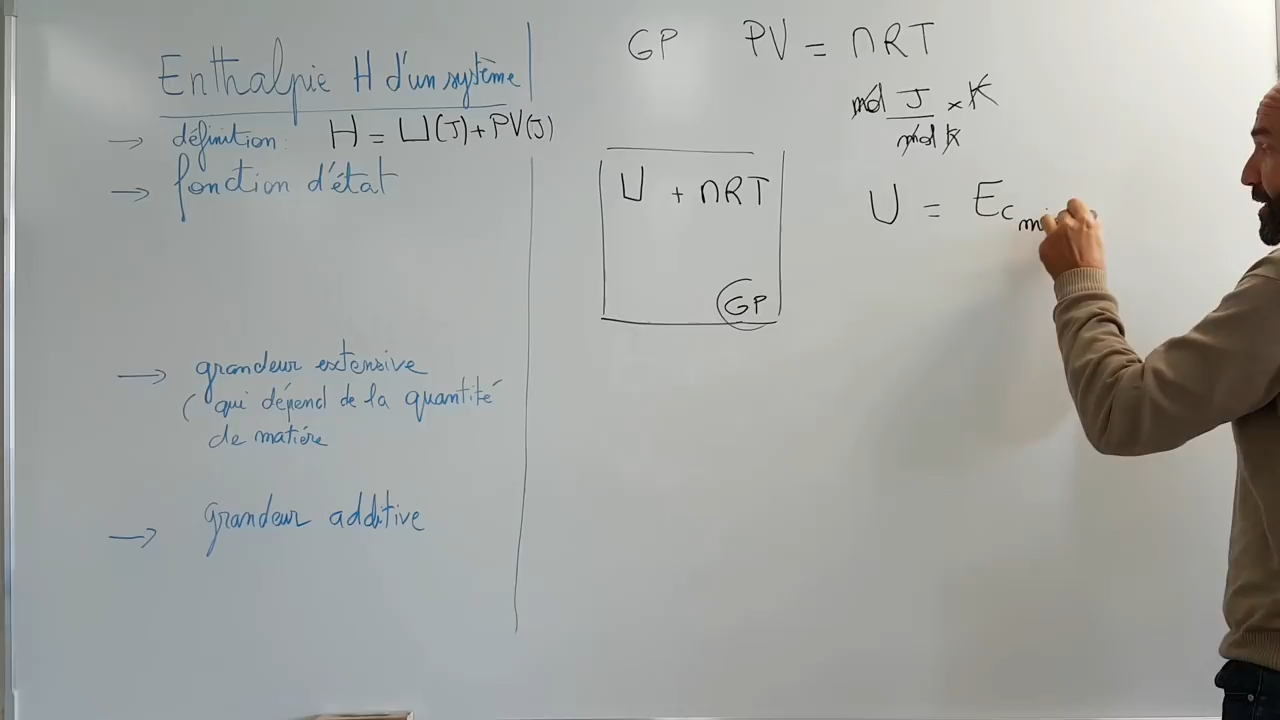 Enthalpie H d'un système
→ définition: H = U(J)+PV(J)
→ fonction d'état
→ grandeur extensive
( qui dépend de la quantité
de matière
→ grandeur additive
GP PV = nRT
mol J × K
mol K
U + nRT
GP
U = Ec